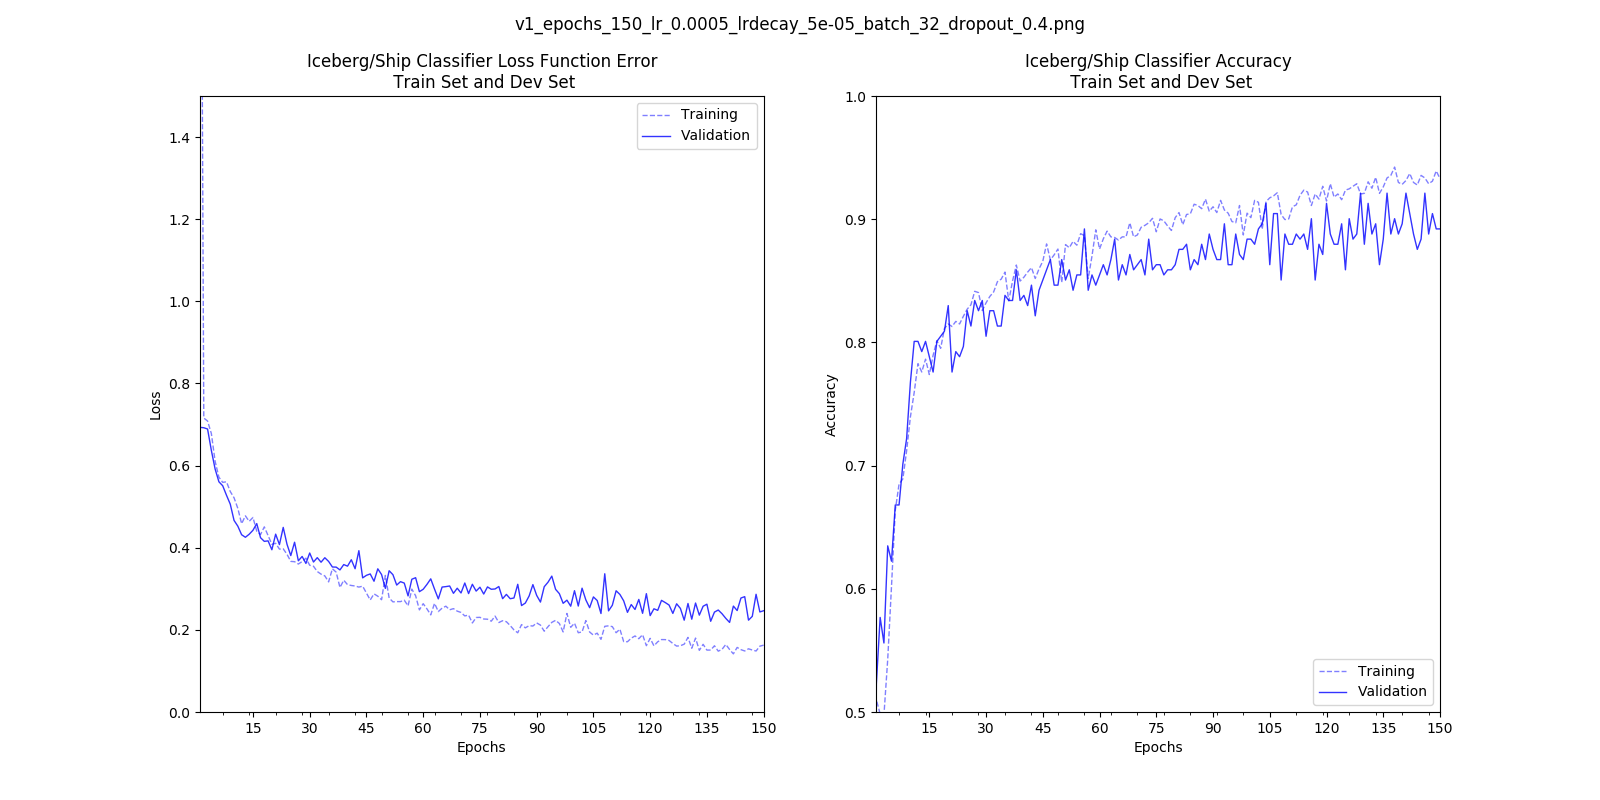 v1_epochs_150_lr_0.0005_lrdecay_5e-05_batch_32_dropout_0.4.png
Iceberg/Ship Classifier Loss Function Error
Train Set and Dev Set
Training
Validation
1.4
1.2
1.0
0.8
0.6
0.4
0.2
0.0
Loss
15 30 45 60 75 90 105 120 135 150
Epochs
Iceberg/Ship Classifier Accuracy
Train Set and Dev Set
1.0
0.9
0.8
0.7
0.6
0.5
Accuracy
Training
Validation
15 30 45 60 75 90 105 120 135 150
Epochs